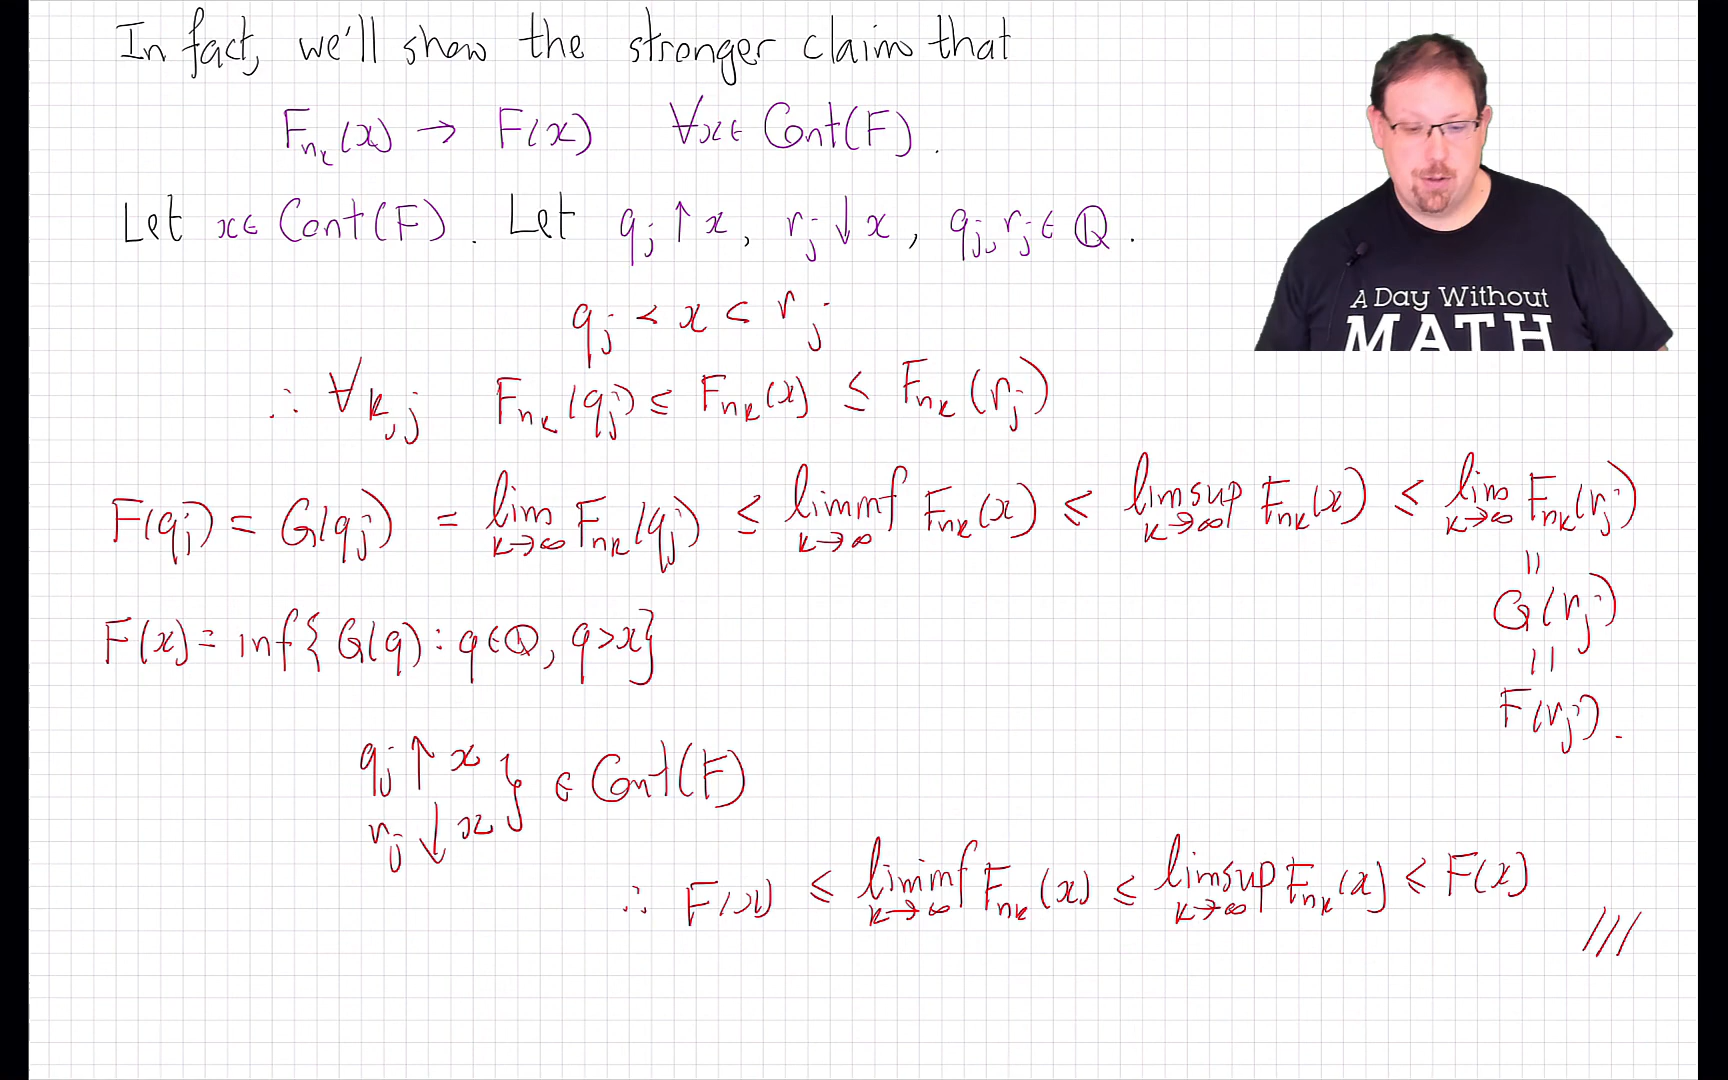 In fact, we'll show the stronger claim that
F_{n_k}(x) → F(x) ∀x∈ Cont(F).
Let x∈ Cont(F). Let q_j ↑ x, r_j ↓ x, q_j, r_j ∈ ℚ.
q_j < x < r_j
∴ ∀k,j F_{n_k}(q_j) ≤ F_{n_k}(x) ≤ F_{n_k}(r_j)
F(q_j) = G(q_j) = lim_{k→∞} F_{n_k}(q_j) ≤ liminf_{k→∞} F_{n_k}(x) ≤ limsup_{k→∞} F_{n_k}(x) ≤ lim_{k→∞} F_{n_k}(r_j)
=
G(r_j)
=
F(r_j).
F(x) = inf{G(q) : q∈ℚ, q>x}
q_j ↑ x
r_j ↓ x } ∈ Cont(F)
∴ F(x) ≤ liminf_{k→∞} F_{n_k}(x) ≤ limsup_{k→∞} F_{n_k}(x) ≤ F(x)
///
A Day Without
MATH